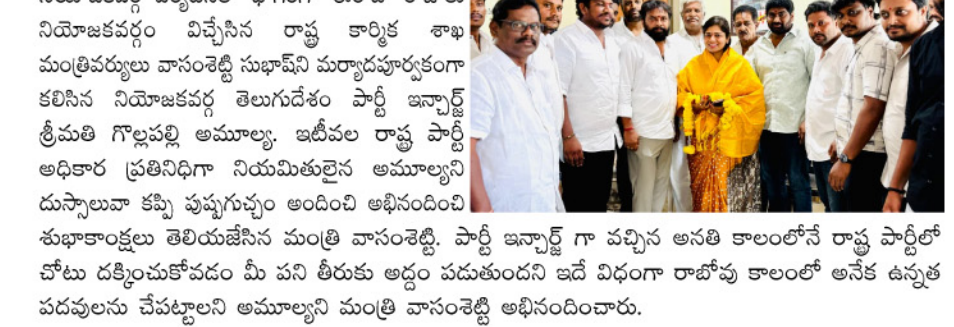 నియోజకవర్గం విచ్చేసిన రాష్ట్ర కార్మిక శాఖ
మంత్రివర్యులు వాసంశెట్టి సుభాష్‌ని మర్యాదపూర్వకంగా
కలిసిన నియోజకవర్గ తెలుగుదేశం పార్టీ ఇన్చార్జ్
శ్రీమతి గొల్లపల్లి అమూల్య. ఇటీవల రాష్ట్ర పార్టీ
అధికార ప్రతినిధిగా నియమితులైన అమూల్యని
దుస్సాలువా కప్పి పుష్పగుచ్చం అందించి అభినందించి
శుభాకాంక్షలు తెలియజేసిన మంత్రి వాసంశెట్టి. పార్టీ ఇన్చార్జ్ గా వచ్చిన అనతి కాలంలోనే రాష్ట్ర పార్టీలో
చోటు దక్కించుకోవడం మీ పని తీరుకు అద్దం పడుతుందని ఇదే విధంగా రాబోవు కాలంలో అనేక ఉన్నత
పదవులను చేపట్టాలని అమూల్యని మంత్రి వాసంశెట్టి అభినందించారు.